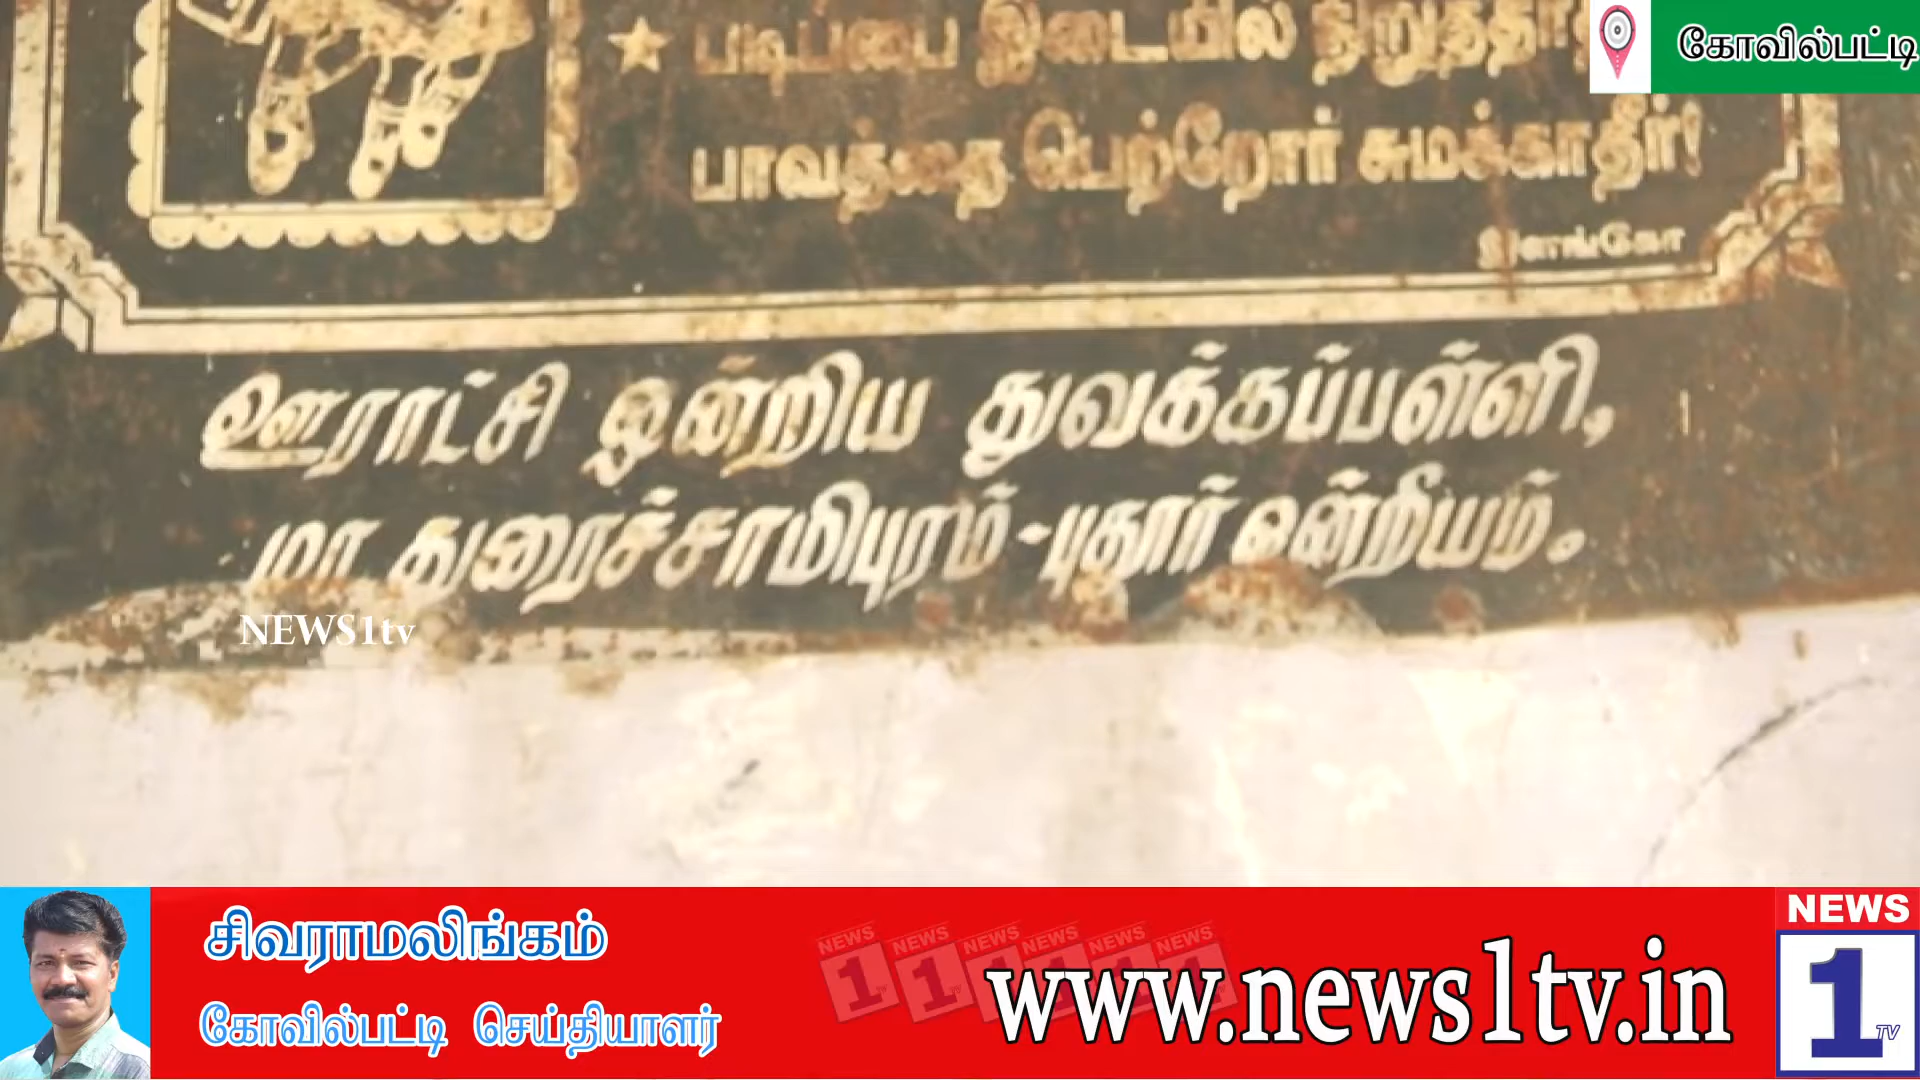 படிப்பை இடையில் நிறுத்தா
கோவில்பட்டி
பாவத்தை பெற்றோர் சுமக்காதீர்!
இளங்கோ
ஊராட்சி ஒன்றிய துவக்கப்பள்ளி,
மா துரைச்சாமிபுரம்-புதூர் ஒன்றியம்.
NEWS1tv
சிவராமலிங்கம்
கோவில்பட்டி செய்தியாளர்
www.news1tv.in
NEWS
1
TV